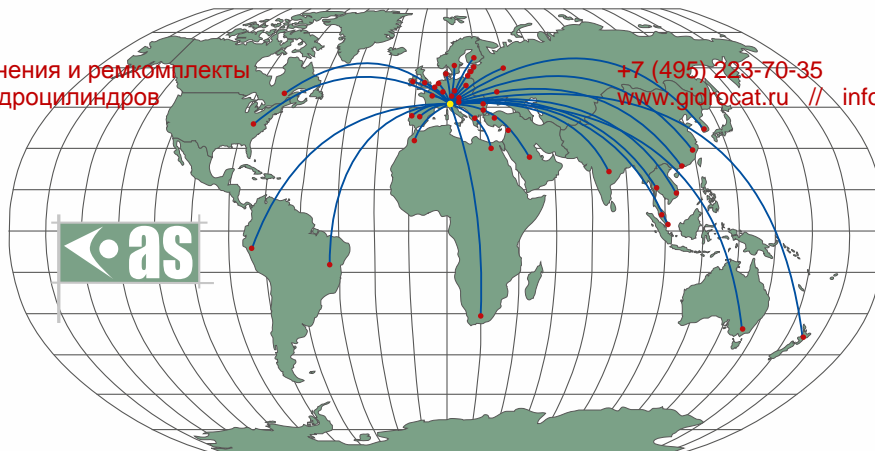 нения и ремкомплекты
дроцилиндров
+7 (495) 223-70-35
www.gidrocat.ru // info
as